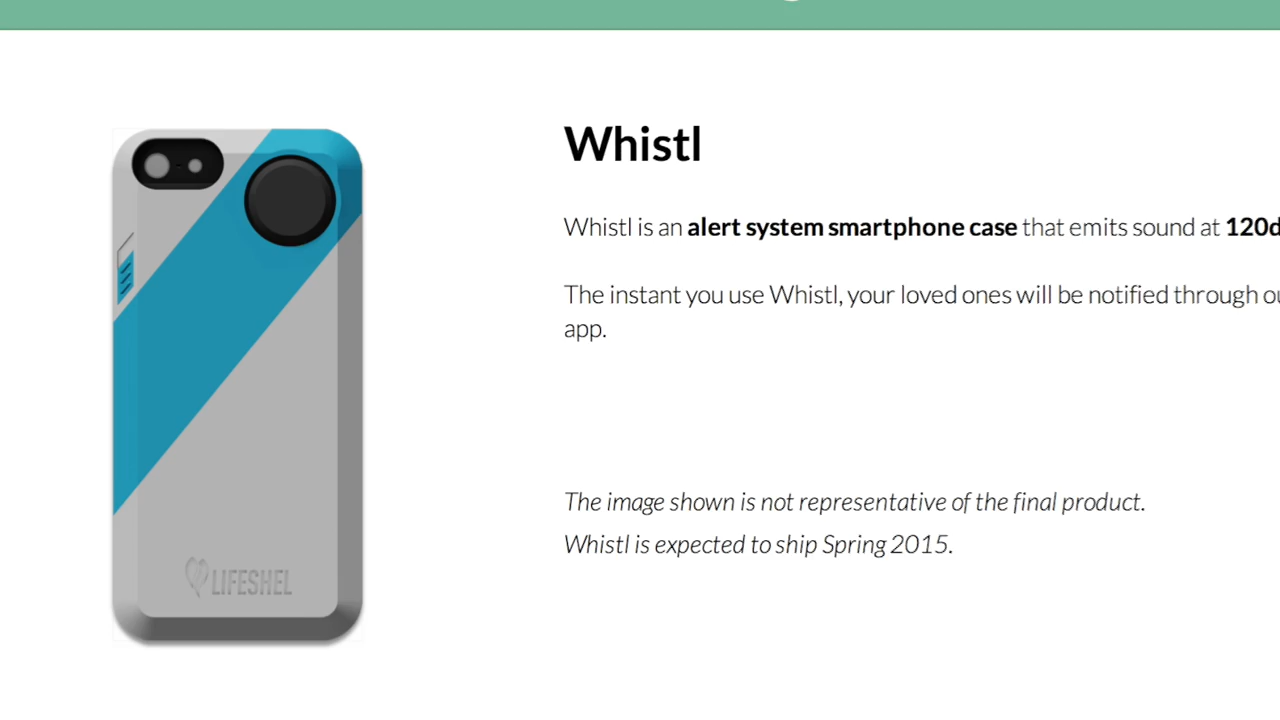 Whistl
Whistl is an alert system smartphone case that emits sound at 120d
The instant you use Whistl, your loved ones will be notified through ou
app.
The image shown is not representative of the final product.
Whistl is expected to ship Spring 2015.
LIFESHEL